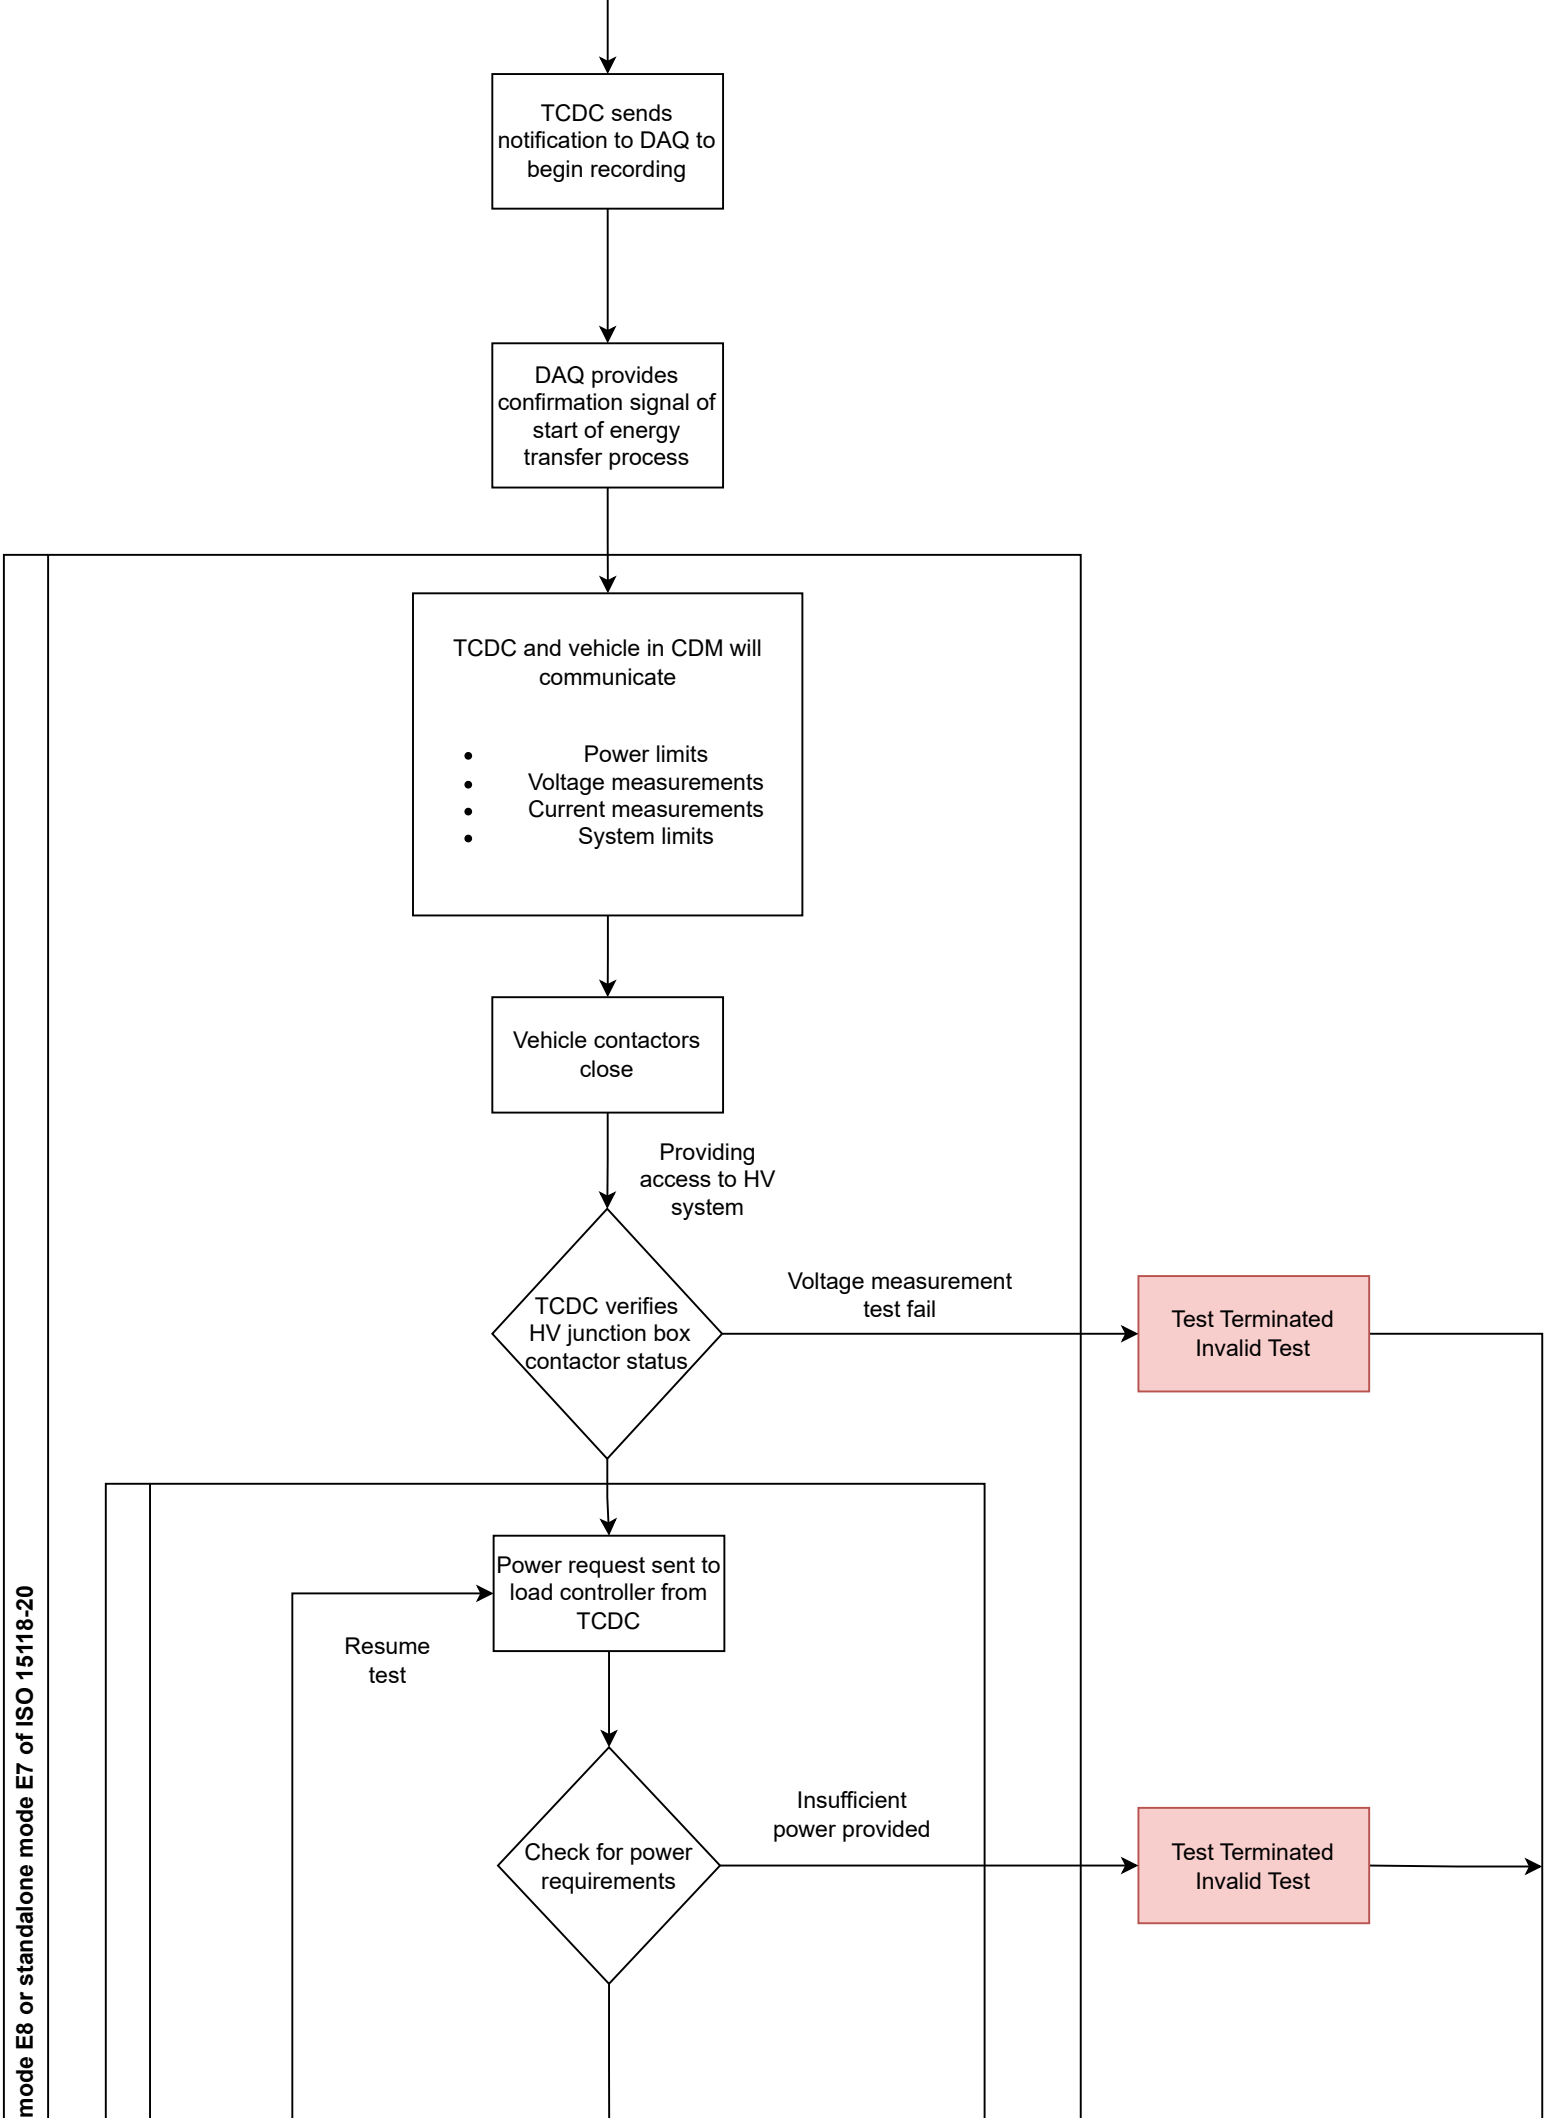 TCDC sends
notification to DAQ to
begin recording
DAQ provides
confirmation signal of
start of energy
transfer process
TCDC and vehicle in CDM will
communicate
• Power limits
• Voltage measurements
• Current measurements
• System limits
Vehicle contactors
close
Providing
access to HV
system
TCDC verifies
HV junction box
contactor status
Voltage measurement
test fail
Test Terminated
Invalid Test
Power request sent to
load controller from
TCDC
Resume
test
Check for power
requirements
Insufficient
power provided
Test Terminated
Invalid Test
mode E8 or standalone mode E7 of ISO 15118-20